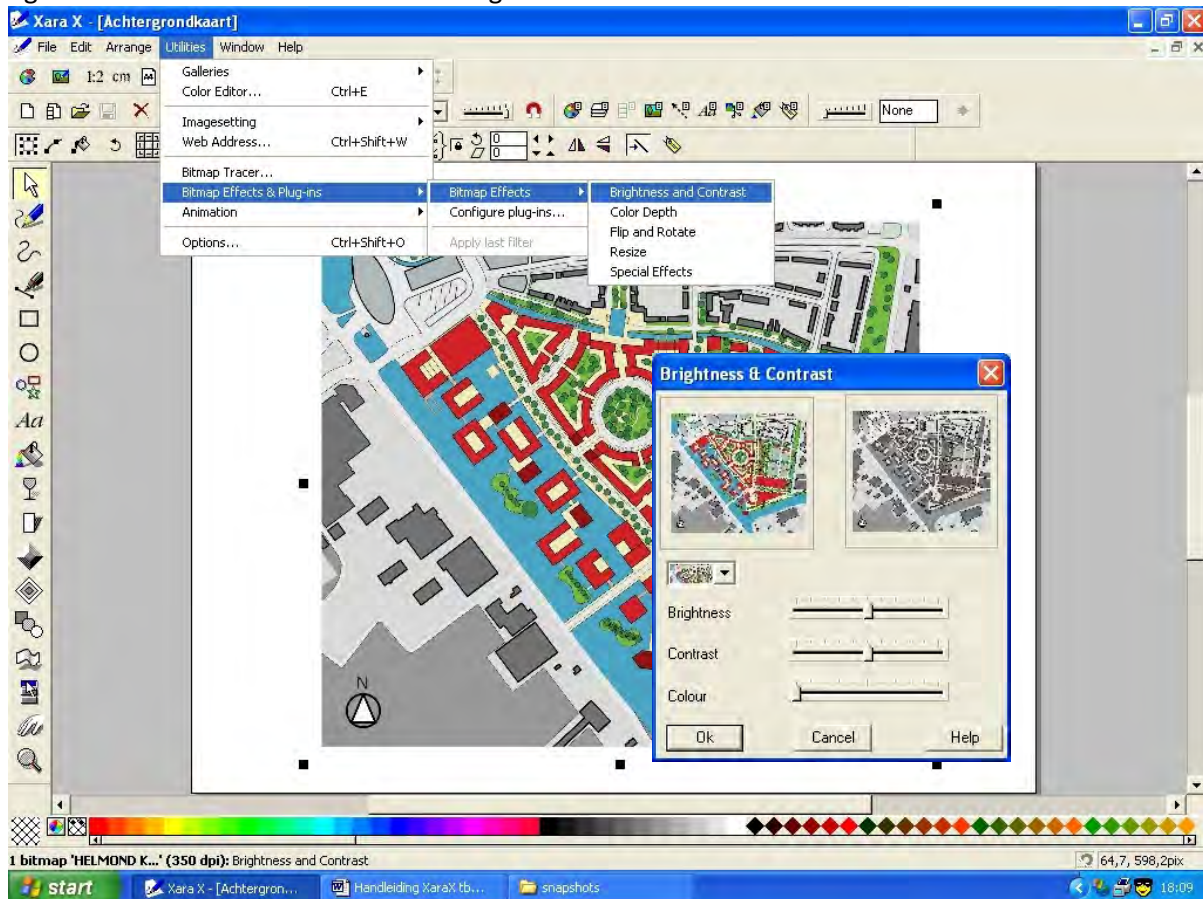 Xara X - [Achtergrondkaart]
File Edit Arrange Utilities Window Help
1:2 cm
None
0
0
Galleries
Color Editor... Ctrl+E
Imagesetting
Web Address... Ctrl+Shift+W
Bitmap Tracer...
Bitmap Effects & Plug-ins
Animation
Options... Ctrl+Shift+O
Bitmap Effects
Configure plug-ins...
Apply last filter
Brightness and Contrast
Color Depth
Flip and Rotate
Resize
Special Effects
Aa
N
Brightness & Contrast
Brightness
Contrast
Colour
Ok Cancel Help
1 bitmap 'HELMOND K...' (350 dpi): Brightness and Contrast
64,7, 598,2pix
start Xara X - [Achtergron... Handleiding XaraX tb... snapshots 18:09